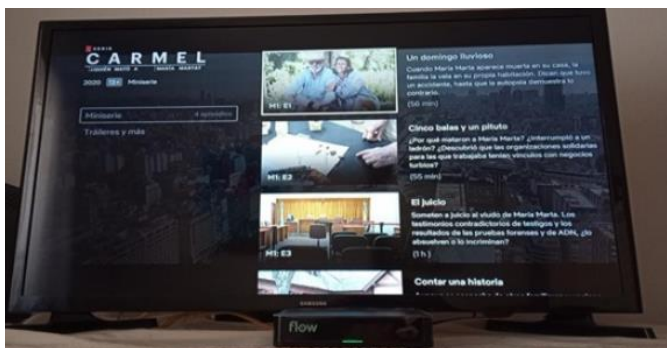 SERIE
CARMEL
¿QUIÉN MATÓ A MARÍA MARTA?
2020 13+ Miniserie
Miniserie 4 episodios
Tráileres y más
M1: E1
Un domingo lluvioso
Cuando María Marta aparece muerta en su casa, la
familia la vela en su propia habitación. Dicen que tuvo
un accidente, hasta que la autopsia demuestra lo
contrario.
(56 min)
M1: E2
Cinco balas y un pituto
¿Por qué mataron a María Marta? ¿Interrumpió a un
ladrón? ¿Descubrió que las organizaciones solidarias
para las que trabajaba tenían vínculos con negocios
turbios?
(55 min)
M1: E3
El juicio
Someten a juicio al viudo de María Marta. Los
testimonios contradictorios de testigos y los
resultados de las pruebas forenses y de ADN, ¿lo
absuelven o lo incriminan?
(1 h)
Contar una historia
SAMSUNG
flow